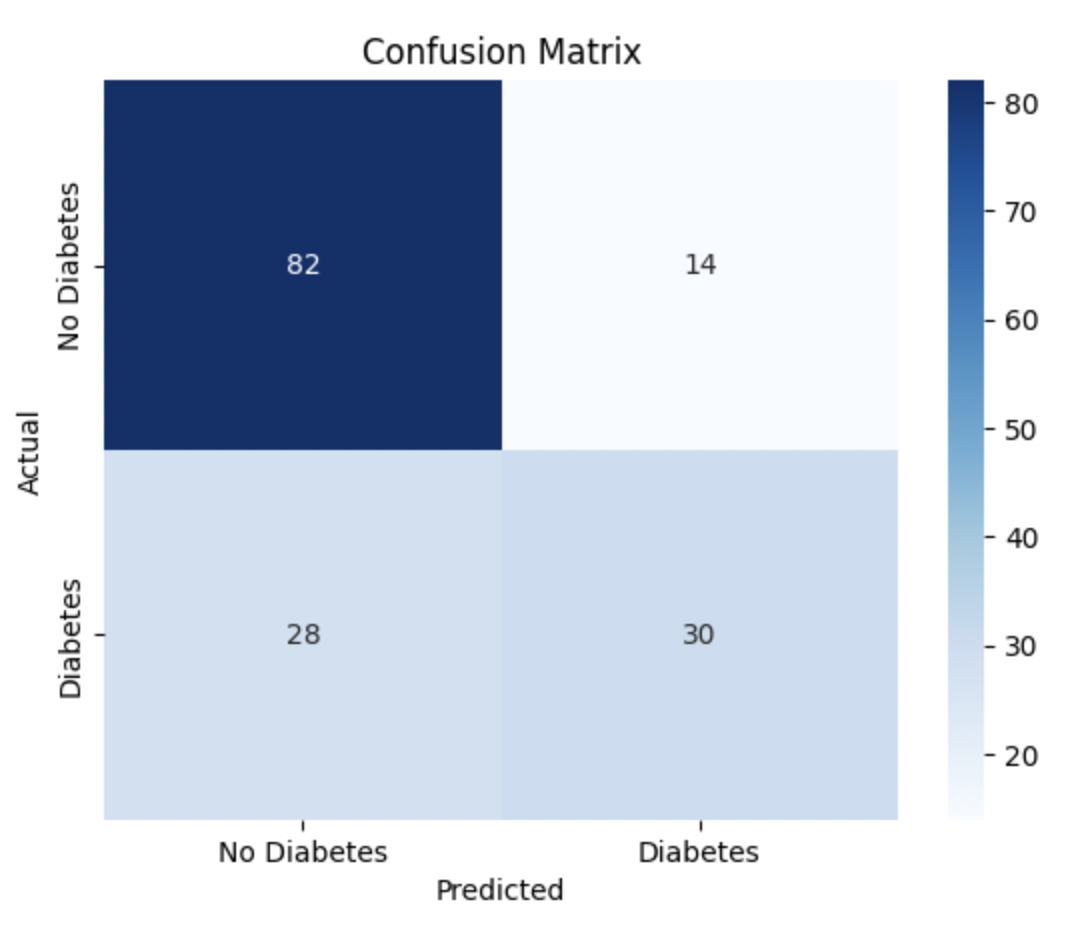 Confusion Matrix
Actual
No Diabetes
Diabetes
82 14
28 30
No Diabetes Diabetes
Predicted
80
70
60
50
40
30
20